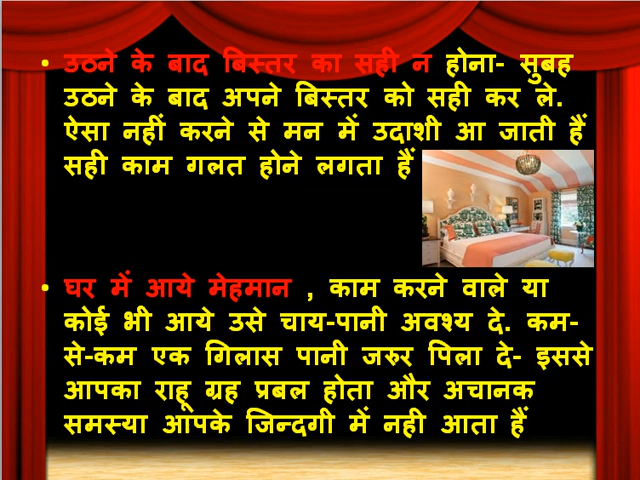 • उठने के बाद बिस्तर का सही न होना- सुबह
उठने के बाद अपने बिस्तर को सही कर ले.
ऐसा नहीं करने से मन में उदाशी आ जाती हैं
सही काम गलत होने लगता हैं
• घर में आये मेहमान , काम करने वाले या
कोई भी आये उसे चाय-पानी अवश्य दे. कम-
से-कम एक गिलास पानी जरुर पिला दे- इससे
आपका राहू ग्रह प्रबल होता और अचानक
समस्या आपके जिन्दगी में नही आता हैं